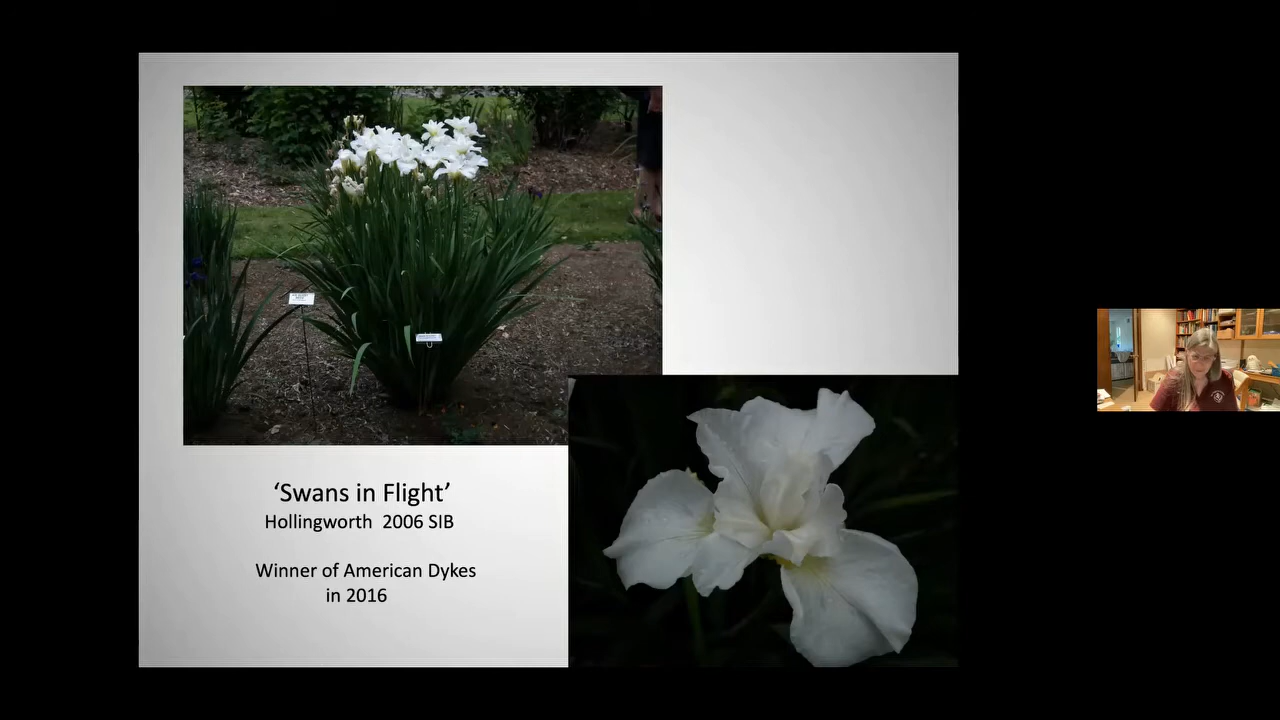 ‘Swans in Flight’
Hollingworth  2006 SIB
Winner of American Dykes
in 2016